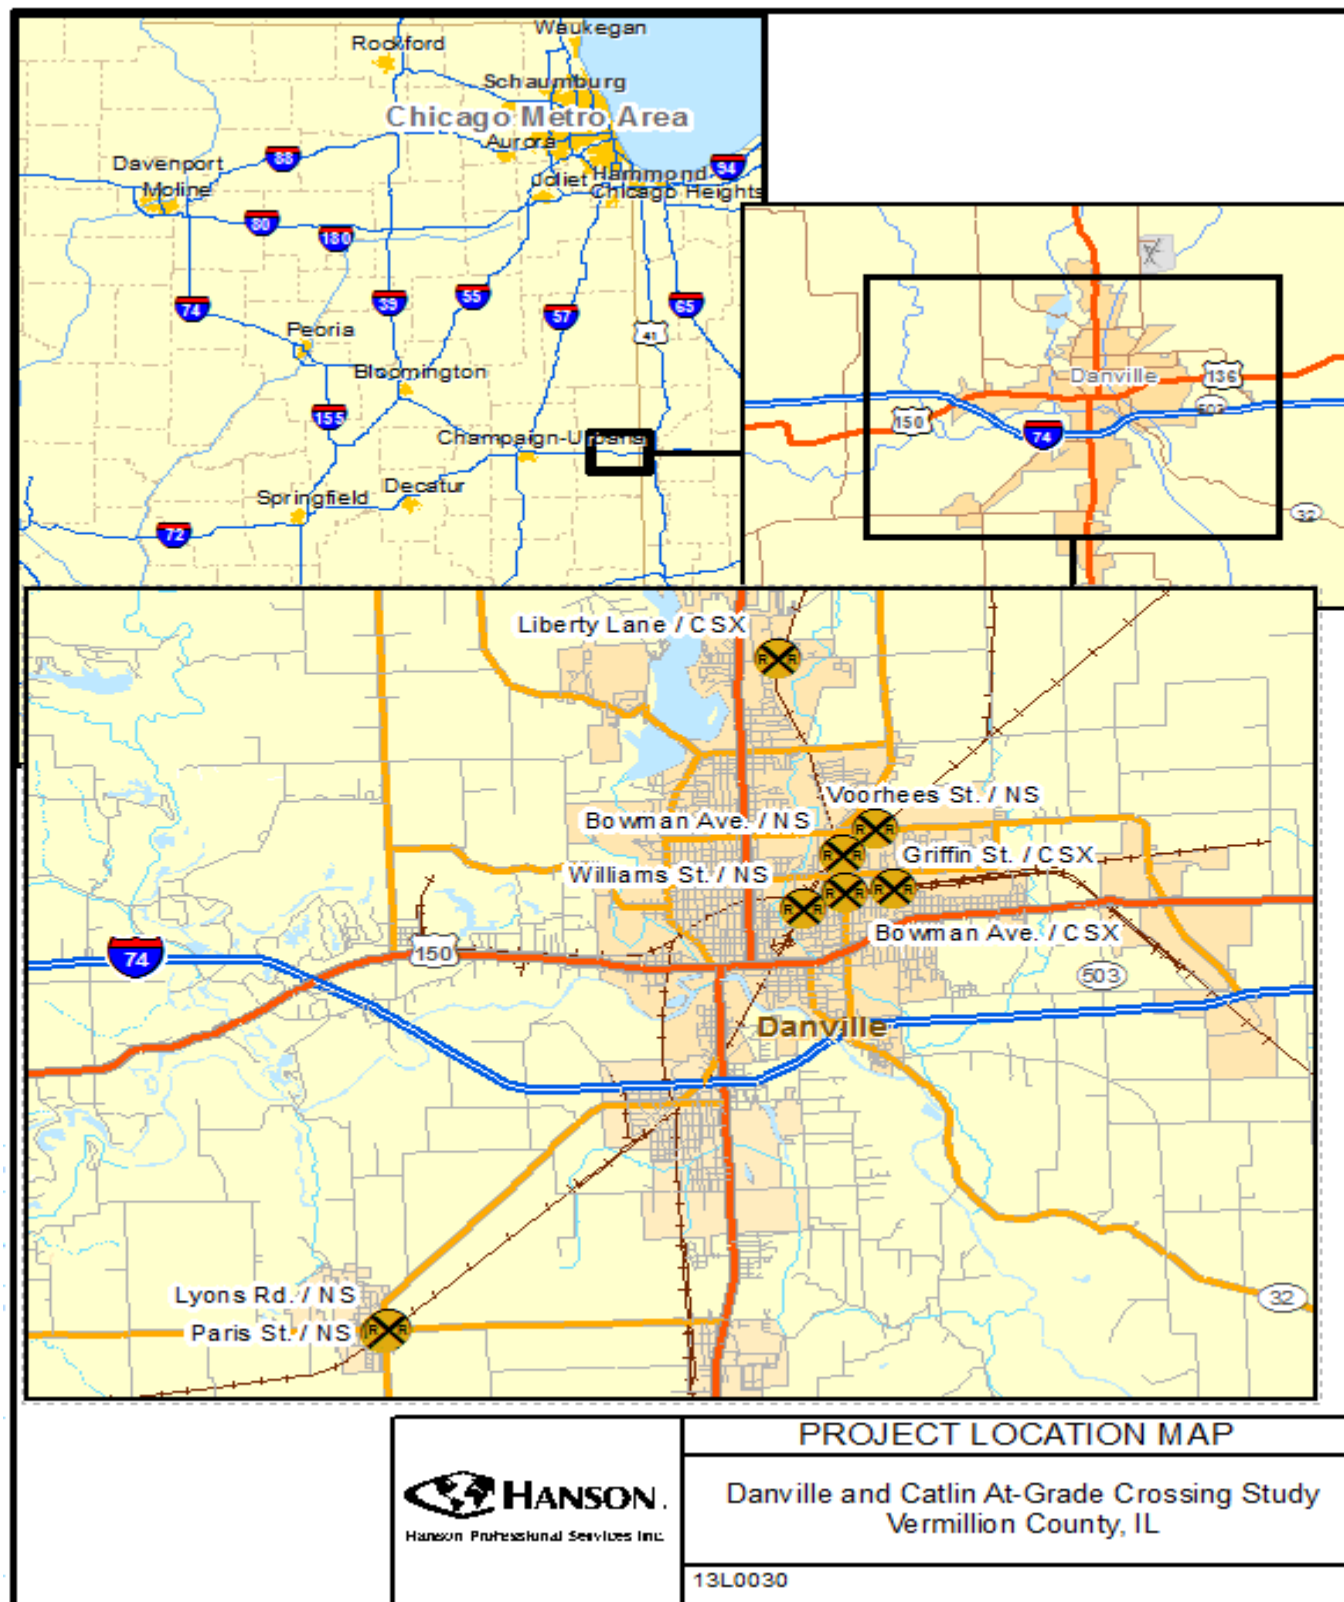 Waukegan
Rockford
Schaumburg
Chicago Metro Area
Aurora
Davenport
Moline
88
Hammond
94
Joliet
Chicago Heights
80
180
74
39
55
57
65
41
Peoria
Bloomington
155
Champaign-Urbana
Springfield
Decatur
72
Danville
136
150
503
74
32
Liberty Lane / CSX
R R
Voorhees St. / NS
Bowman Ave. / NS
R R
R R
Griffin St. / CSX
Williams St. / NS
R R
R R
R R
Bowman Ave. / CSX
150
74
503
Danville
32
Lyons Rd. / NS
Paris St. / NS
R R
PROJECT LOCATION MAP
HANSON.
Hanson Professional Services Inc.
Danville and Catlin At-Grade Crossing Study
Vermillion County, IL
13L0030